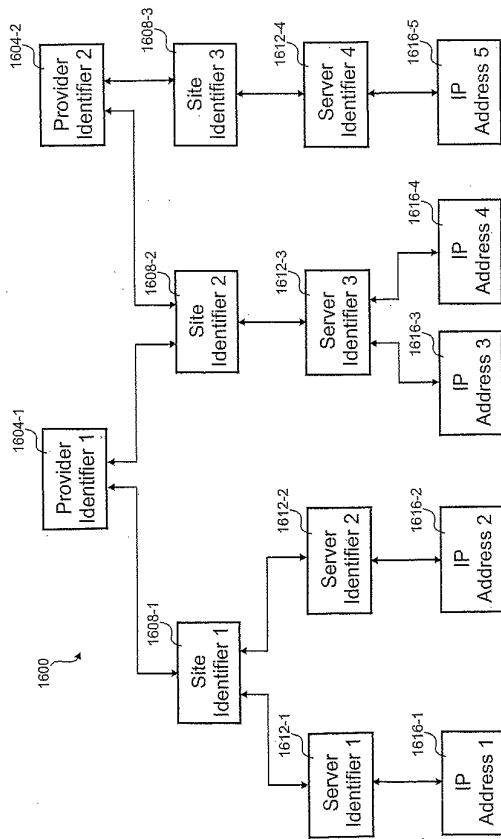 1600
1604-1
Provider
Identifier 1
1604-2
Provider
Identifier 2
1608-1
Site
Identifier 1
1608-2
Site
Identifier 2
1608-3
Site
Identifier 3
1612-1
Server
Identifier 1
1612-2
Server
Identifier 2
1612-3
Server
Identifier 3
1612-4
Server
Identifier 4
1616-1
IP
Address 1
1616-2
IP
Address 2
1616-3
IP
Address 3
1616-4
IP
Address 4
1616-5
IP
Address 5